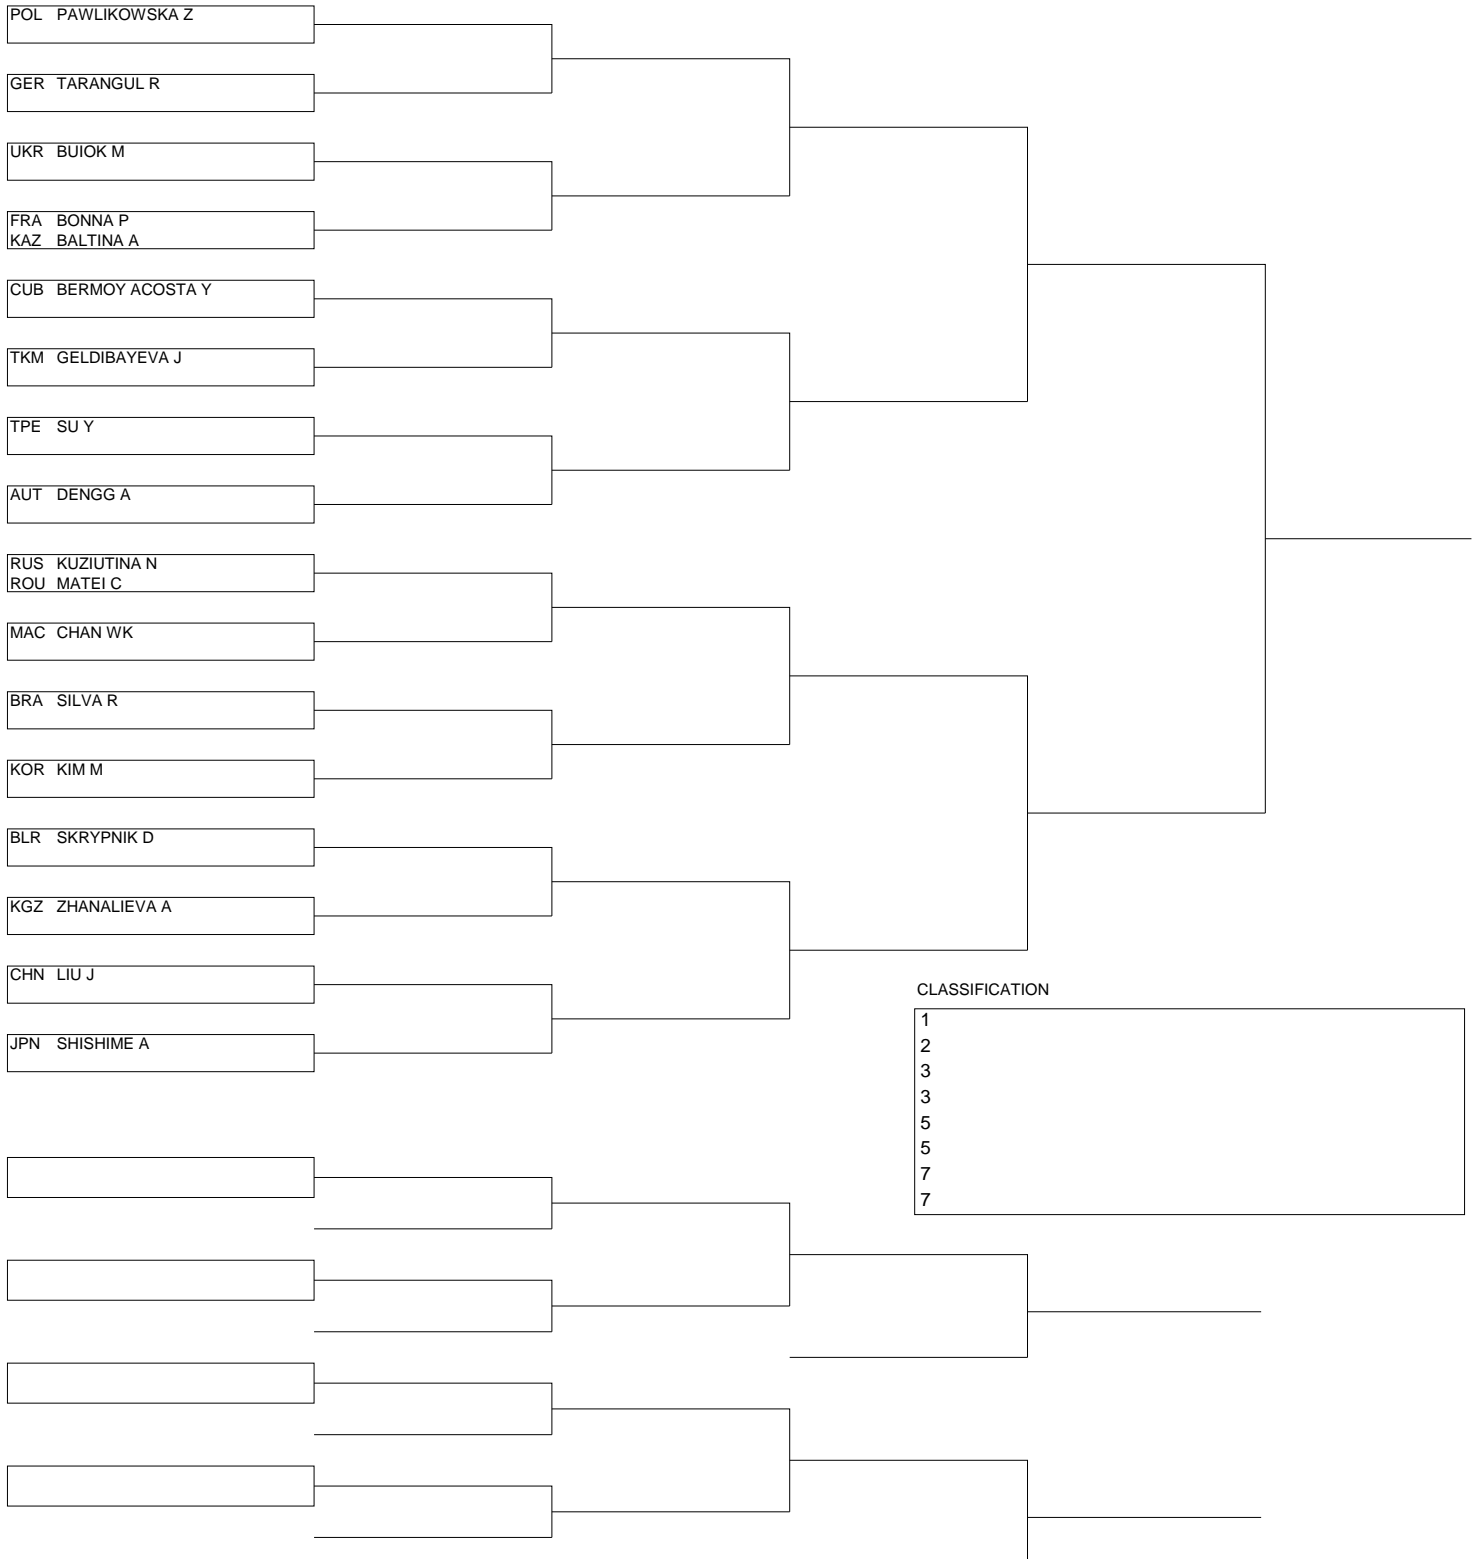 POL PAWLIKOWSKA Z
GER TARANGUL R
UKR BUIOK M
FRA BONNA P
KAZ BALTINA A
CUB BERMOY ACOSTA Y
TKM GELDIBAYEVA J
TPE SU Y
AUT DENGG A
RUS KUZIUTINA N
ROU MATEI C
MAC CHAN WK
BRA SILVA R
KOR KIM M
BLR SKRYPNIK D
KGZ ZHANALIEVA A
CHN LIU J
JPN SHISHIME A
CLASSIFICATION
1
2
3
3
5
5
7
7